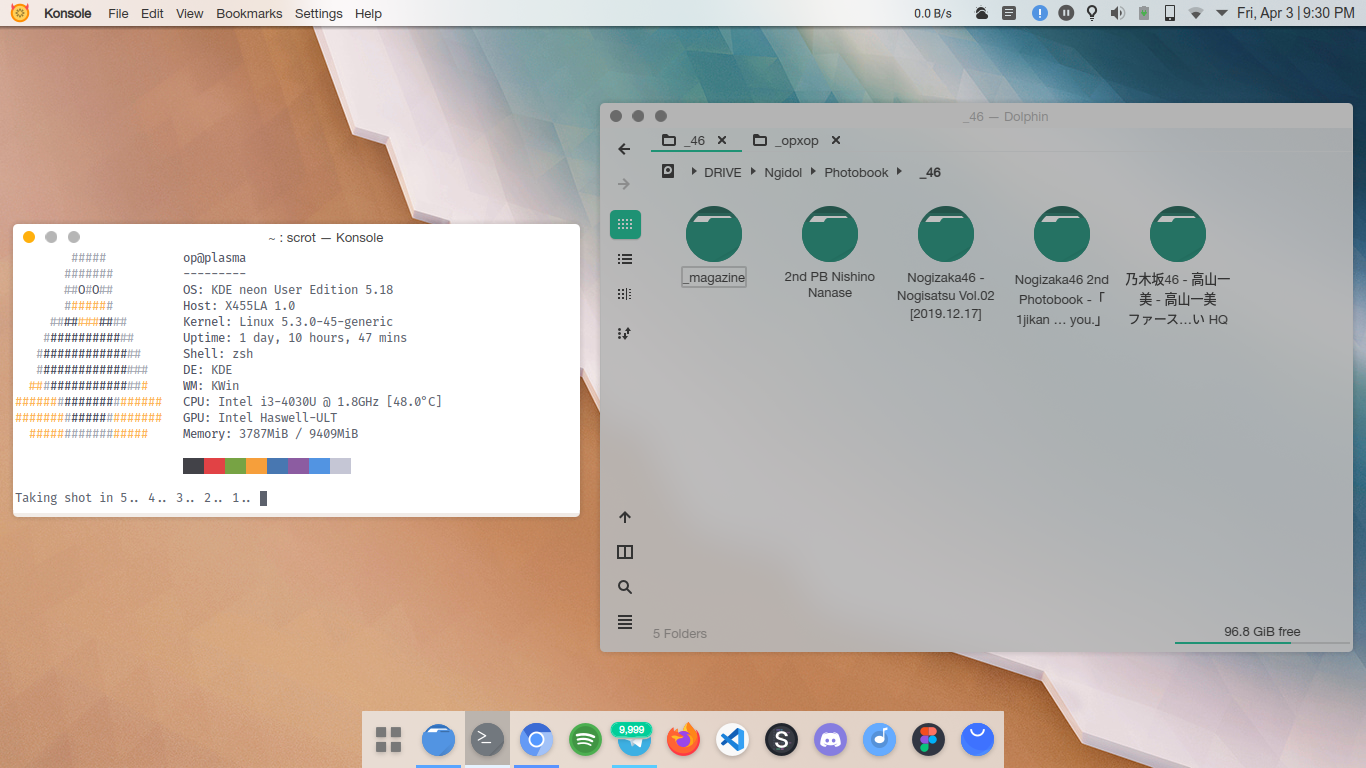 Konsole File Edit View Bookmarks Settings Help
0.0 B/s Fri, Apr 3 | 9:30 PM
_46 — Dolphin
_46 _opxop
DRIVE Ngidol Photobook _46
_magazine
2nd PB Nishino
Nanase
Nogizaka46 -
Nogisatsu Vol.02
[2019.12.17]
Nogizaka46 2nd
Photobook -「
1jikan … you.」
乃木坂46 - 高山一
美 - 高山一美
ファース…い HQ
5 Folders
96.8 GiB free
~ : scrot — Konsole
##### op@plasma
####### ---------
##O#O## OS: KDE neon User Edition 5.18
####### Host: X455LA 1.0
########### Kernel: Linux 5.3.0-45-generic
############# Uptime: 1 day, 10 hours, 47 mins
############### Shell: zsh
################ DE: KDE
################# WM: KWin
##################### CPU: Intel i3-4030U @ 1.8GHz [48.0°C]
##################### GPU: Intel Haswell-ULT
################# Memory: 3787MiB / 9409MiB
Taking shot in 5.. 4.. 3.. 2.. 1..
9,999